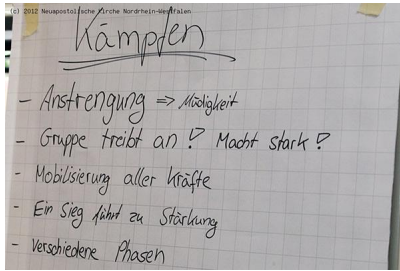 (c) 2012 Neuapostolische Kirche Nordrhein-Westfalen
Kämpfen
- Anstrengung => Müdigkeit
- Gruppe treibt an !? Macht stark ?
- Mobilisierung aller Kräfte
- Ein Sieg führt zu Stärkung
- Verschiedene Phasen